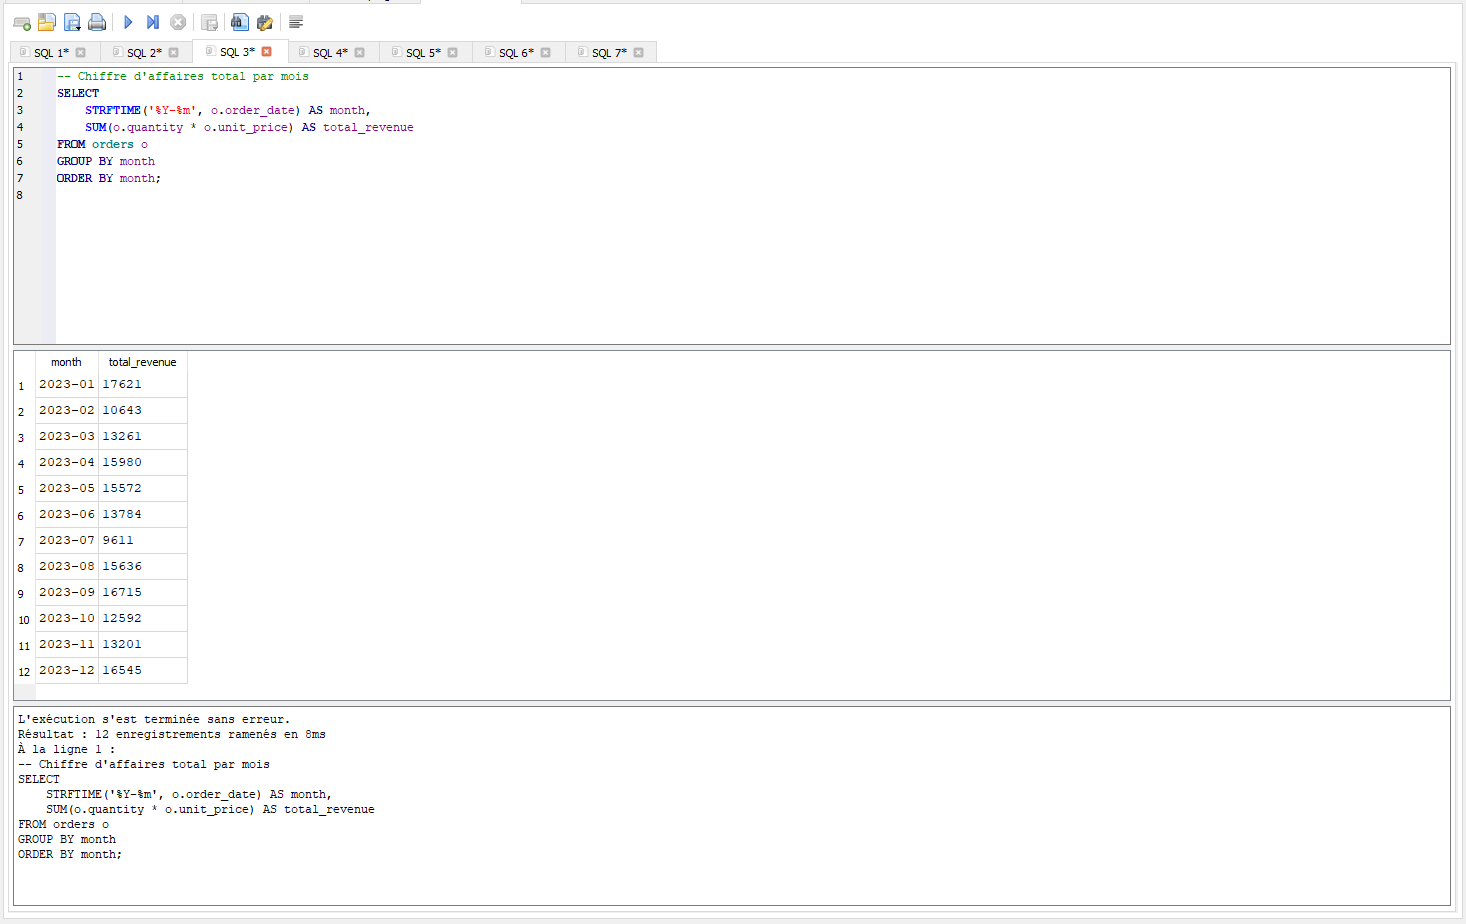 SQL 1* SQL 2* SQL 3* SQL 4* SQL 5* SQL 6* SQL 7*
1 -- Chiffre d'affaires total par mois
2 SELECT
3 STRFTIME('%Y-%m', o.order_date) AS month,
4 SUM(o.quantity * o.unit_price) AS total_revenue
5 FROM orders o
6 GROUP BY month
7 ORDER BY month;
8
month total_revenue
1 2023-01 17621
2 2023-02 10643
3 2023-03 13261
4 2023-04 15980
5 2023-05 15572
6 2023-06 13784
7 2023-07 9611
8 2023-08 15636
9 2023-09 16715
10 2023-10 12592
11 2023-11 13201
12 2023-12 16545
L'exécution s'est terminée sans erreur.
Résultat : 12 enregistrements ramenés en 8ms
À la ligne 1 :
-- Chiffre d'affaires total par mois
SELECT
STRFTIME('%Y-%m', o.order_date) AS month,
SUM(o.quantity * o.unit_price) AS total_revenue
FROM orders o
GROUP BY month
ORDER BY month;